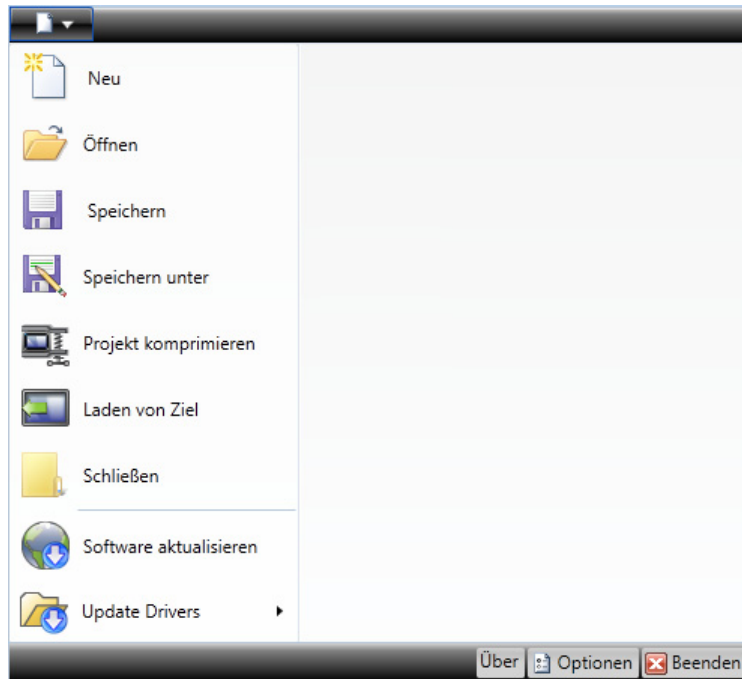 Neu
Öffnen
Speichern
Speichern unter
Projekt komprimieren
Laden von Ziel
Schließen
Software aktualisieren
Update Drivers
Über Optionen Beenden